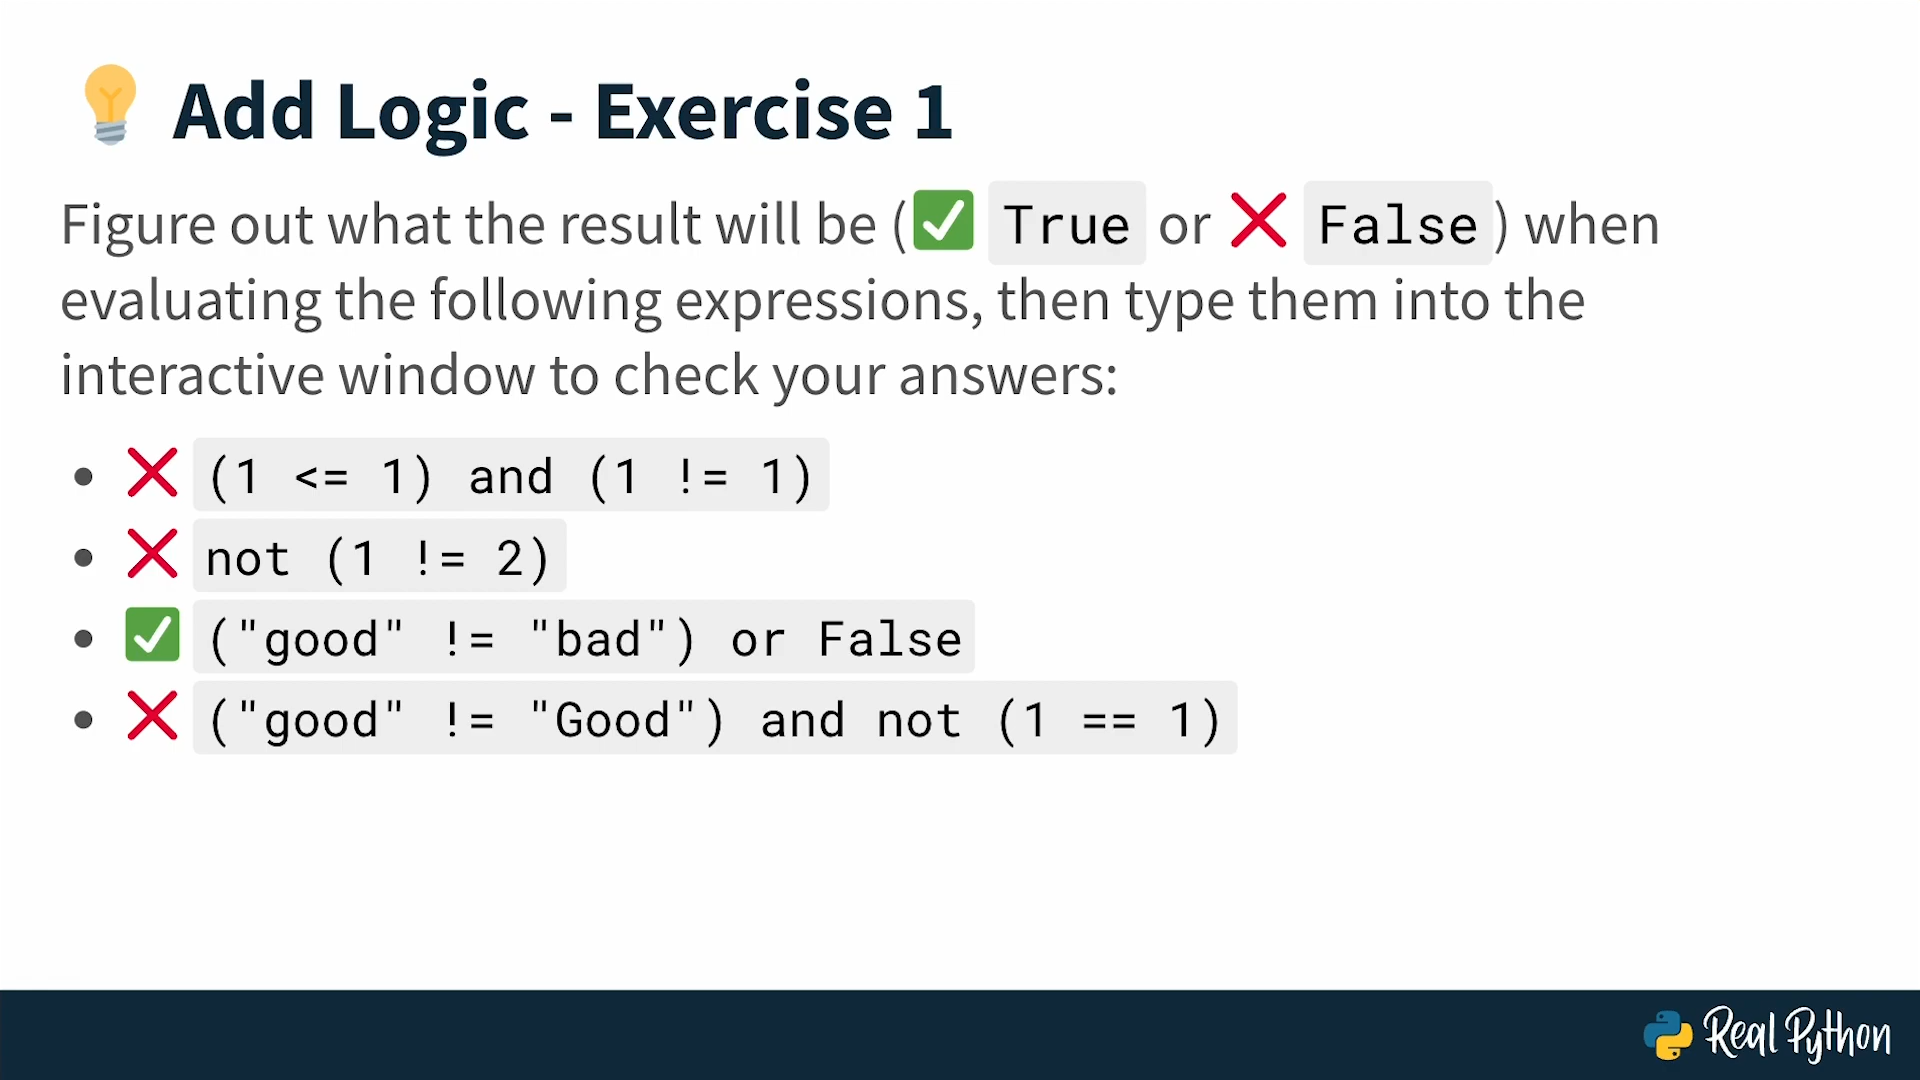 Add Logic - Exercise 1
Figure out what the result will be (✅ True or ❌ False) when
evaluating the following expressions, then type them into the
interactive window to check your answers:
• ❌ (1 <= 1) and (1 != 1)
• ❌ not (1 != 2)
• ✅ ("good" != "bad") or False
• ❌ ("good" != "Good") and not (1 == 1)
Real Python